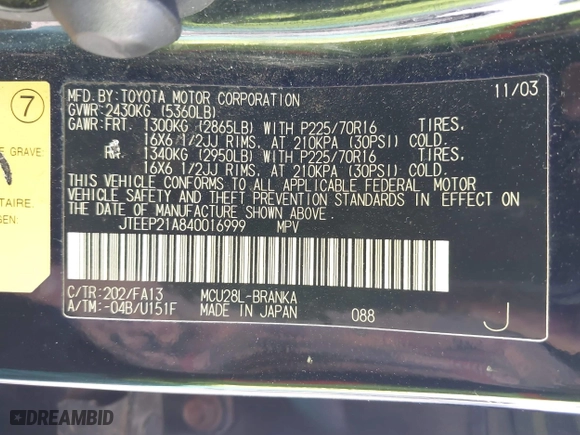 MFD. BY: TOYOTA MOTOR CORPORATION 11/03
GVWR: 2430KG (5360LB)
GAWR: FRT. 1300KG (2865LB) WITH P225/70R16 TIRES,
16X6 1/2JJ RIMS, AT 210KPA (30PSI) COLD.
RR. 1340KG (2950LB) WITH P225/70R16 TIRES,
16X6 1/2JJ RIMS, AT 210KPA (30PSI) COLD.
THIS VEHICLE CONFORMS TO ALL APPLICABLE FEDERAL MOTOR
VEHICLE SAFETY AND THEFT PREVENTION STANDARDS IN EFFECT ON
THE DATE OF MANUFACTURE SHOWN ABOVE.
JTEEP21A840016999 MPV
C/TR: 202/FA13 MCU28L-BRANKA
A/TM: -04B/U151F MADE IN JAPAN 088 J
7
E GRAVE
TAIRE.
GEN:
DREAMBID